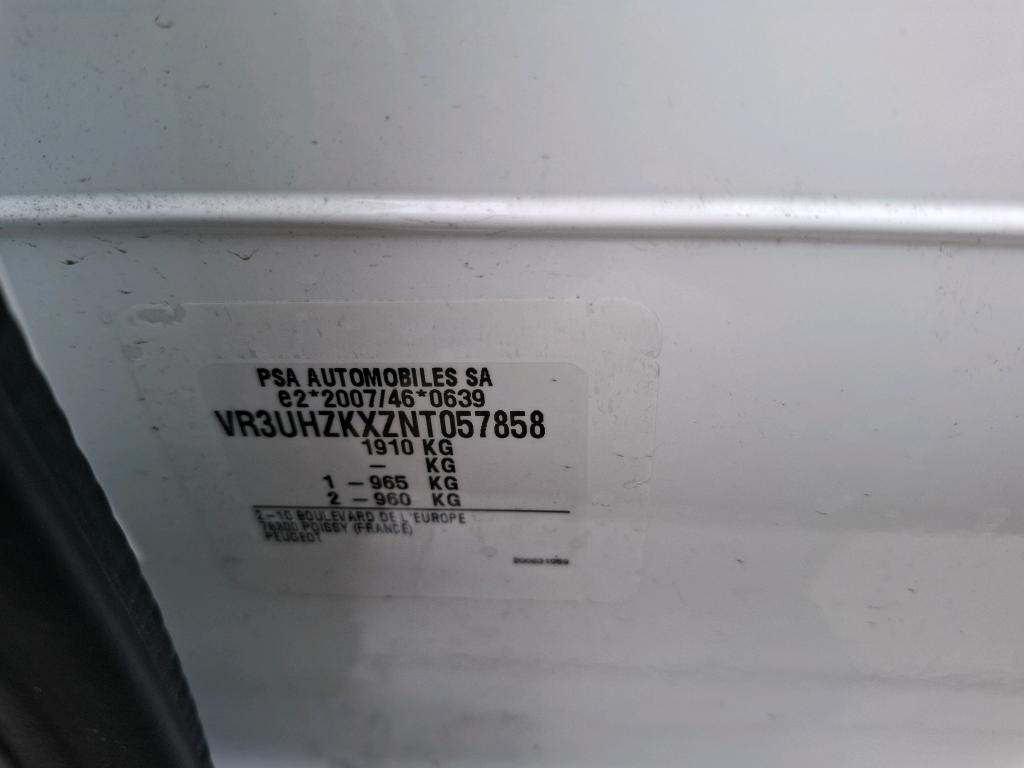 PSA AUTOMOBILES SA
e2*2007/46*0639
VR3UHZKXZNT057858
1910 KG
– KG
1 – 965 KG
2 – 960 KG
2-10 BOULEVARD DE L'EUROPE
78300 POISSY (FRANCE)
PEUGEOT